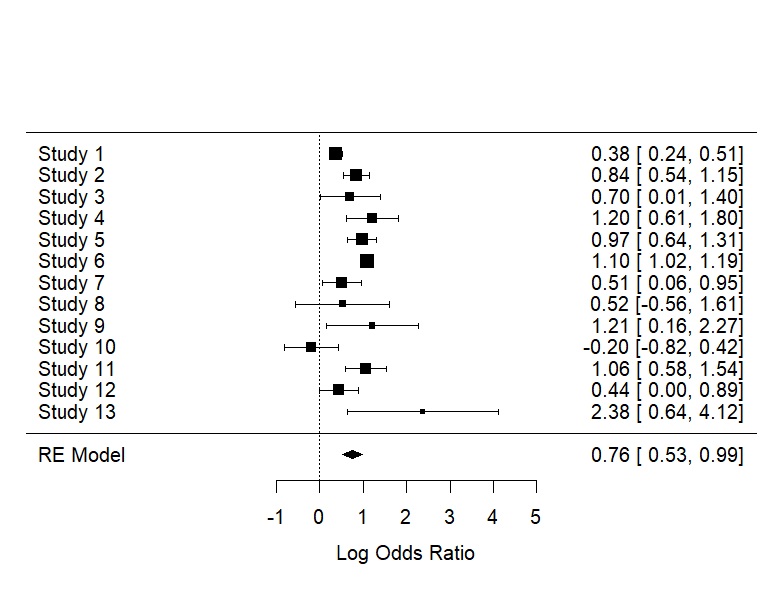 Study 1 0.38 [ 0.24, 0.51]
Study 2 0.84 [ 0.54, 1.15]
Study 3 0.70 [ 0.01, 1.40]
Study 4 1.20 [ 0.61, 1.80]
Study 5 0.97 [ 0.64, 1.31]
Study 6 1.10 [ 1.02, 1.19]
Study 7 0.51 [ 0.06, 0.95]
Study 8 0.52 [-0.56, 1.61]
Study 9 1.21 [ 0.16, 2.27]
Study 10 -0.20 [-0.82, 0.42]
Study 11 1.06 [ 0.58, 1.54]
Study 12 0.44 [ 0.00, 0.89]
Study 13 2.38 [ 0.64, 4.12]
RE Model 0.76 [ 0.53, 0.99]
-1 0 1 2 3 4 5
Log Odds Ratio